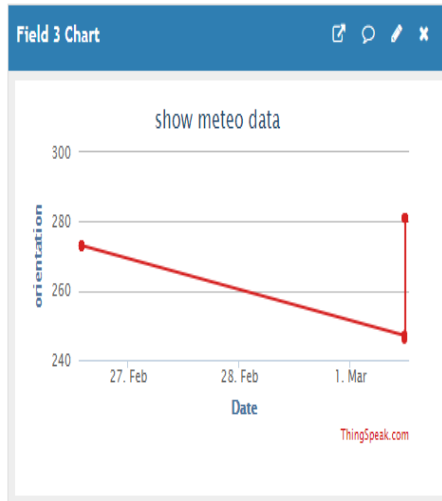 Field 3 Chart
show meteo data
300
280
260
240
orientation
27. Feb 28. Feb 1. Mar
Date
ThingSpeak.com